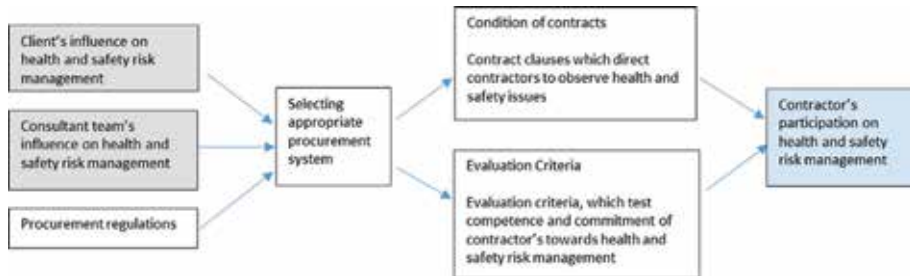 Client's influence on
health and safety risk
management
Consultant team's
influence on health and
safety risk management
Procurement regulations
Selecting
appropriate
procurement
system
Condition of contracts
Contract clauses which direct
contractors to observe health and
safety issues
Evaluation Criteria
Evaluation criteria, which test
competence and commitment of
contractor's towards health and
safety risk management
Contractor's
participation on
health and safety
risk management